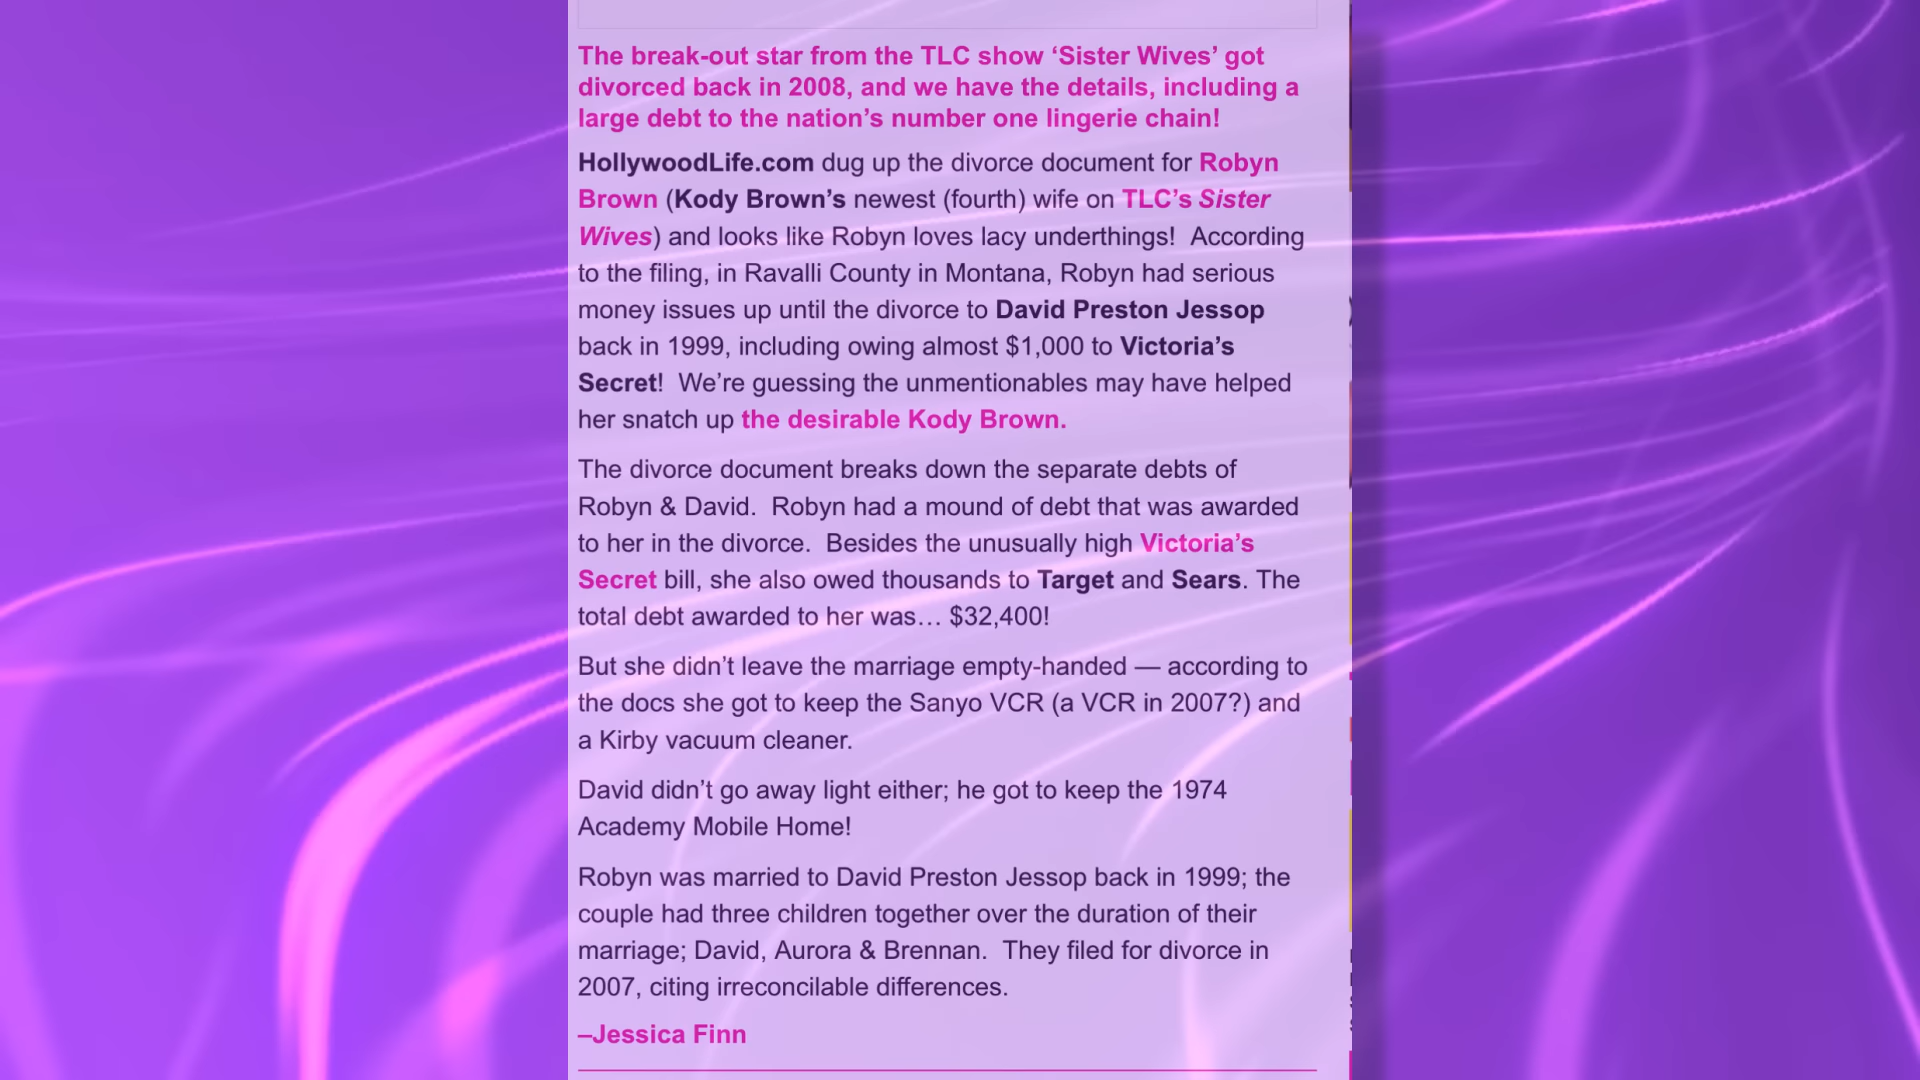 The break-out star from the TLC show ‘Sister Wives’ got
divorced back in 2008, and we have the details, including a
large debt to the nation’s number one lingerie chain!
HollywoodLife.com dug up the divorce document for Robyn
Brown (Kody Brown’s newest (fourth) wife on TLC’s Sister
Wives) and looks like Robyn loves lacy underthings!  According
to the filing, in Ravalli County in Montana, Robyn had serious
money issues up until the divorce to David Preston Jessop
back in 1999, including owing almost $1,000 to Victoria’s
Secret!  We’re guessing the unmentionables may have helped
her snatch up the desirable Kody Brown.
The divorce document breaks down the separate debts of
Robyn & David.  Robyn had a mound of debt that was awarded
to her in the divorce.  Besides the unusually high Victoria’s
Secret bill, she also owed thousands to Target and Sears. The
total debt awarded to her was… $32,400!
But she didn’t leave the marriage empty-handed — according to
the docs she got to keep the Sanyo VCR (a VCR in 2007?) and
a Kirby vacuum cleaner.
David didn’t go away light either; he got to keep the 1974
Academy Mobile Home!
Robyn was married to David Preston Jessop back in 1999; the
couple had three children together over the duration of their
marriage; David, Aurora & Brennan.  They filed for divorce in
2007, citing irreconcilable differences.
–Jessica Finn